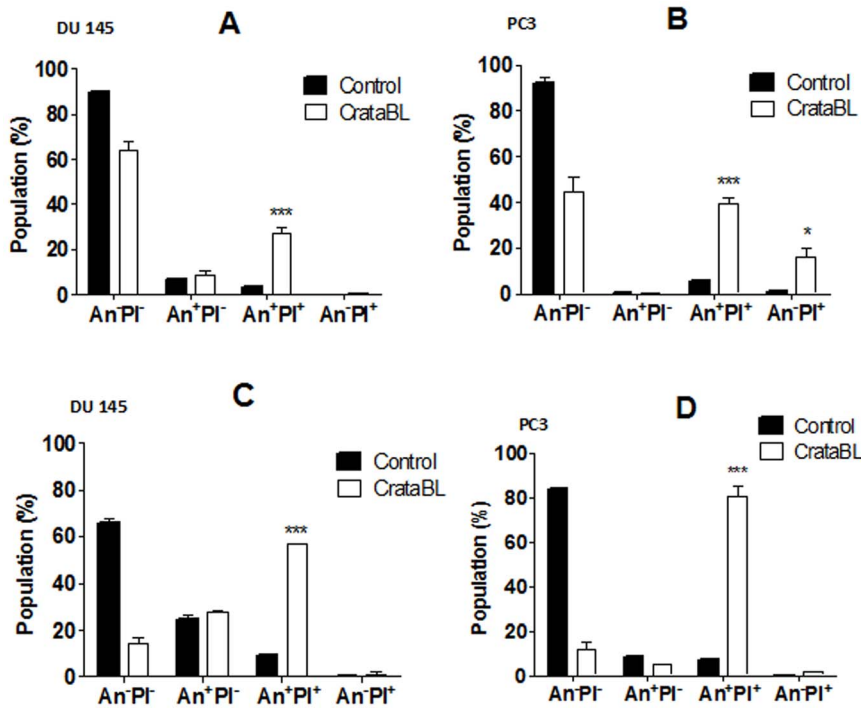 DU 145
A
Control
CrataBL
Population (%)
100
80
60
40
20
0
***
An⁻PI⁻ An⁺PI⁻ An⁺PI⁺ An⁻PI⁺
PC3
B
Control
CrataBL
Population (%)
100
80
60
40
20
0
***
*
An⁻PI⁻ An⁺PI⁻ An⁺PI⁺ An⁻PI⁺
DU 145
C
Control
CrataBL
Population (%)
100
80
60
40
20
0
***
An⁻PI⁻ An⁺PI⁻ An⁺PI⁺ An⁻PI⁺
PC3
D
Control
CrataBL
Population (%)
100
80
60
40
20
0
***
An⁻PI⁻ An⁺PI⁻ An⁺PI⁺ An⁻PI⁺